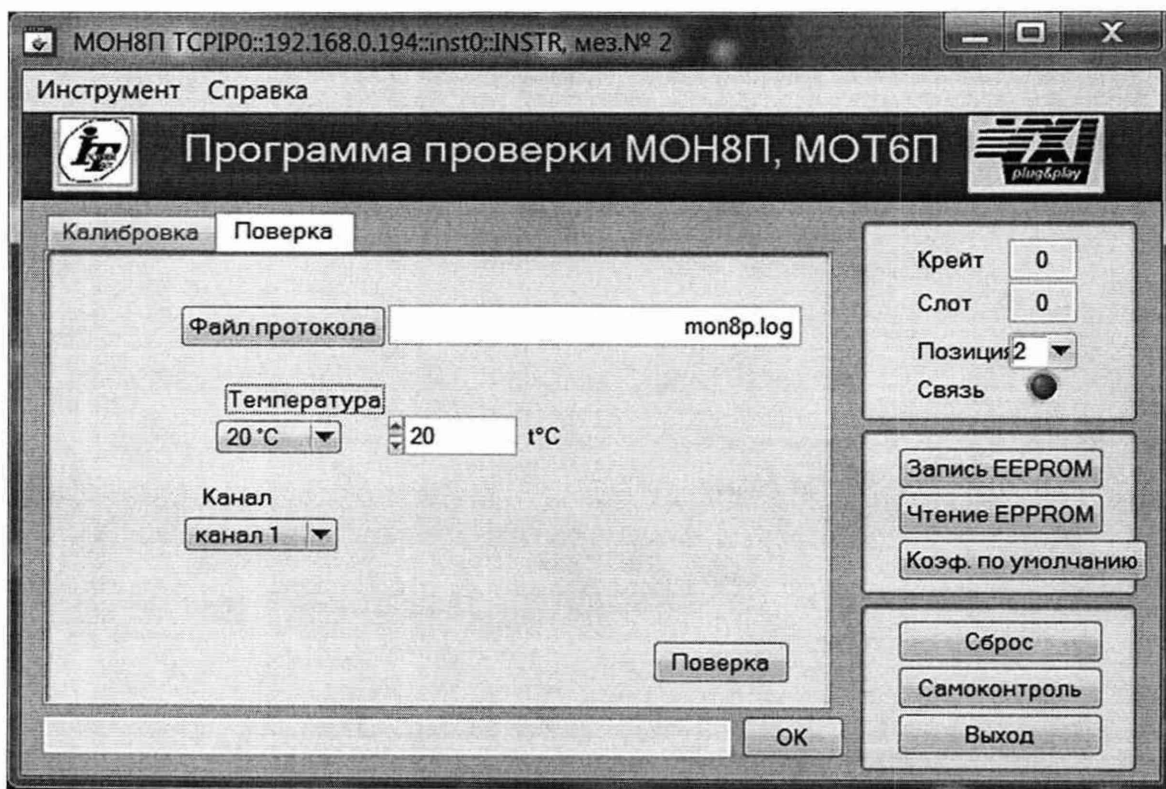 МОН8П TCPIP0::192.168.0.194::inst0::INSTR, мез.№ 2
Инструмент Справка
Программа проверки МОН8П, МОТ6П
plug&play
Калибровка Поверка
Файл протокола mon8p.log
Температура
20 °C 20 t°C
Канал
канал 1
Поверка
OK
Крейт 0
Слот 0
Позиция 2
Связь
Запись EEPROM
Чтение EPPROM
Коэф. по умолчанию
Сброс
Самоконтроль
Выход